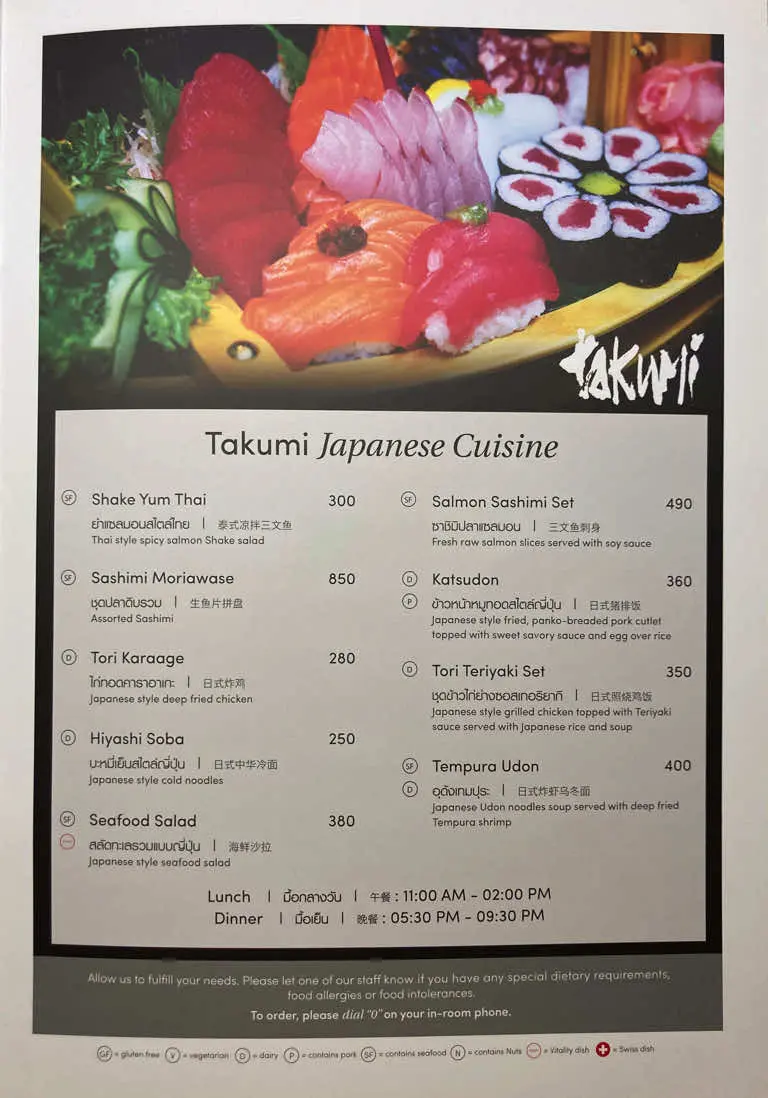 takumi
Takumi Japanese Cuisine
SF Shake Yum Thai 300
ยำแซลมอนสไตล์ไทย | 泰式凉拌三文鱼
Thai style spicy salmon Shake salad
SF Sashimi Moriawase 850
ชุดปลาดิบรวม | 生鱼片拼盘
Assorted Sashimi
D Tori Karaage 280
ไก่ทอดคาราอาเกะ | 日式炸鸡
Japanese style deep fried chicken
D Hiyashi Soba 250
บะหมี่เย็นสไตล์ญี่ปุ่น | 日式中华冷面
Japanese style cold noodles
SF Seafood Salad 380
สลัดทะเลรวมแบบญี่ปุ่น | 海鲜沙拉
Japanese style seafood salad
SF Salmon Sashimi Set 490
ซาชิมิปลาแซลมอน | 三文鱼刺身
Fresh raw salmon slices served with soy sauce
D Katsudon 360
P ข้าวหน้าหมูทอดสไตล์ญี่ปุ่น | 日式猪排饭
Japanese style fried, panko-breaded pork cutlet
topped with sweet savory sauce and egg over rice
D Tori Teriyaki Set 350
ชุดข้าวไก่ย่างซอสเทอริยากิ | 日式照烧鸡饭
Japanese style grilled chicken topped with Teriyaki
sauce served with Japanese rice and soup
SF Tempura Udon 400
D อุด้งเทมปุระ | 日式炸虾乌冬面
Japanese Udon noodles soup served with deep fried
Tempura shrimp
Lunch | มื้อกลางวัน | 午餐 : 11:00 AM - 02:00 PM
Dinner | มื้อเย็น | 晚餐 : 05:30 PM - 09:30 PM
Allow us to fulfill your needs. Please let one of our staff know if you have any special dietary requirements,
food allergies or food intolerances.
To order, please dial "0" on your in-room phone.
GF = gluten free V = vegetarian D = dairy P = contains pork SF = contains seafood N = contains Nuts = Vitality dish = Swiss dish